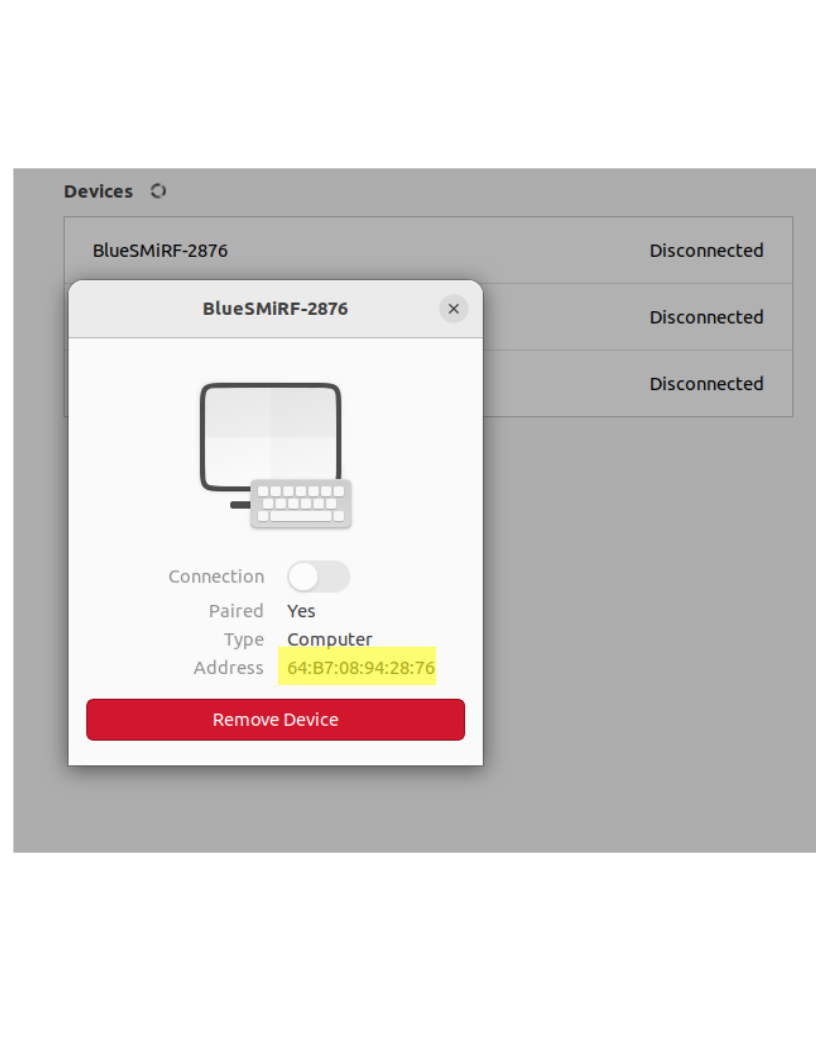 Devices
BlueSMiRF-2876 Disconnected
BlueSMiRF-2876
Disconnected
Disconnected
Connection
Paired Yes
Type Computer
Address 64:B7:08:94:28:76
Remove Device